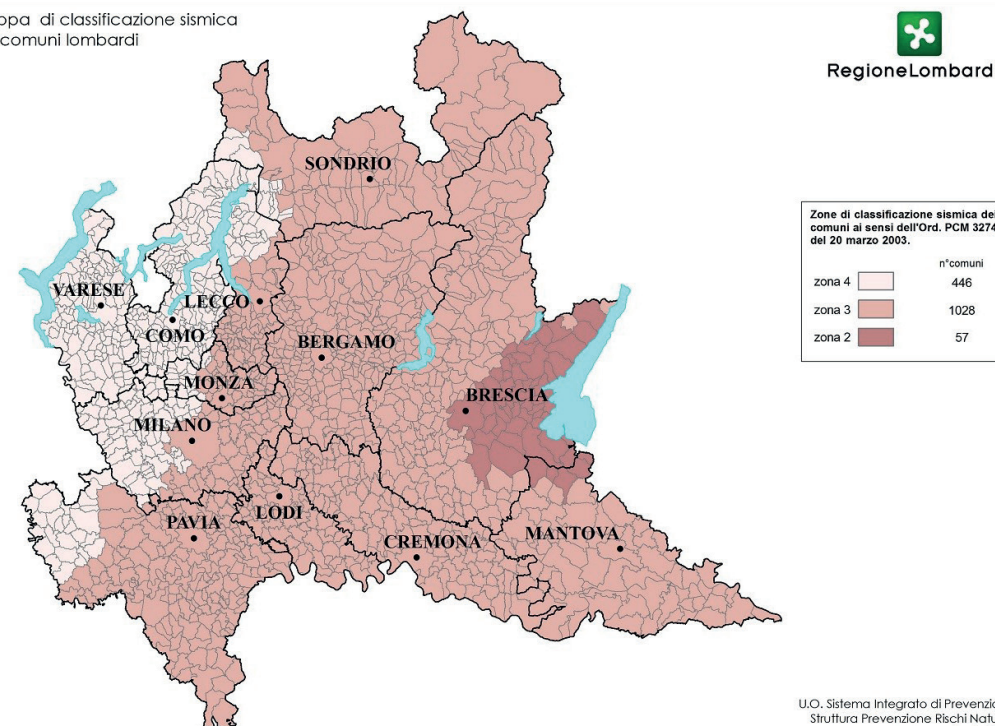 ppa di classificazione sismica
comuni lombardi
RegioneLombard
SONDRIO
VARESE
LECCO
COMO
BERGAMO
MONZA
BRESCIA
MILANO
PAVIA
LODI
CREMONA
MANTOVA
Zone di classificazione sismica de
comuni ai sensi dell'Ord. PCM 3274
del 20 marzo 2003.
n°comuni
zona 4 446
zona 3 1028
zona 2 57
U.O. Sistema Integrato di Prevenzio
Struttura Prevenzione Rischi Natu